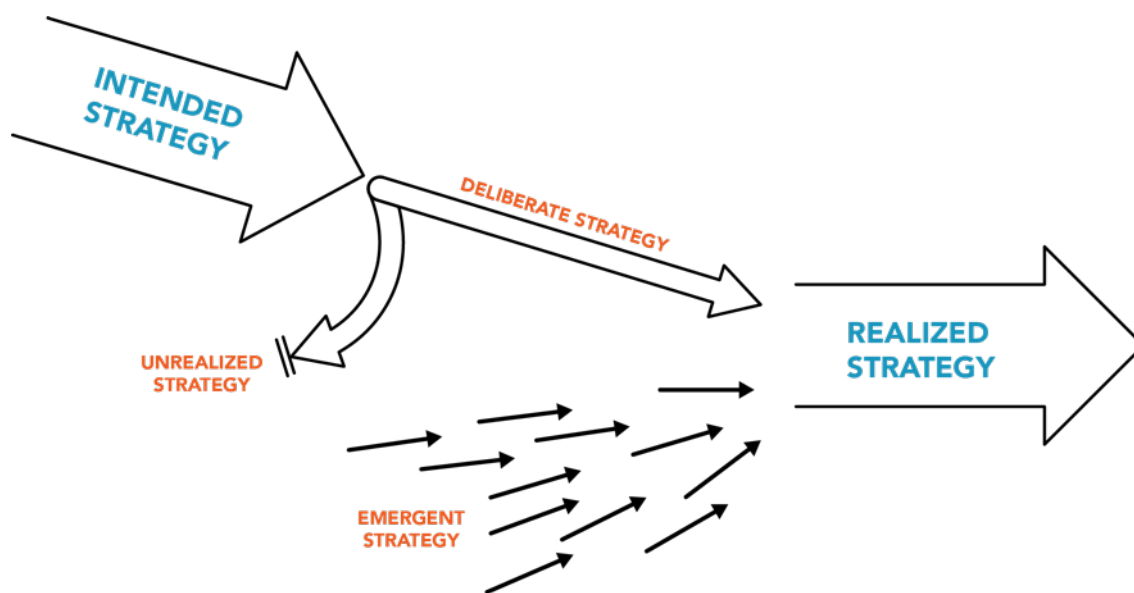 INTENDED
STRATEGY
DELIBERATE STRATEGY
UNREALIZED
STRATEGY
REALIZED
STRATEGY
EMERGENT
STRATEGY